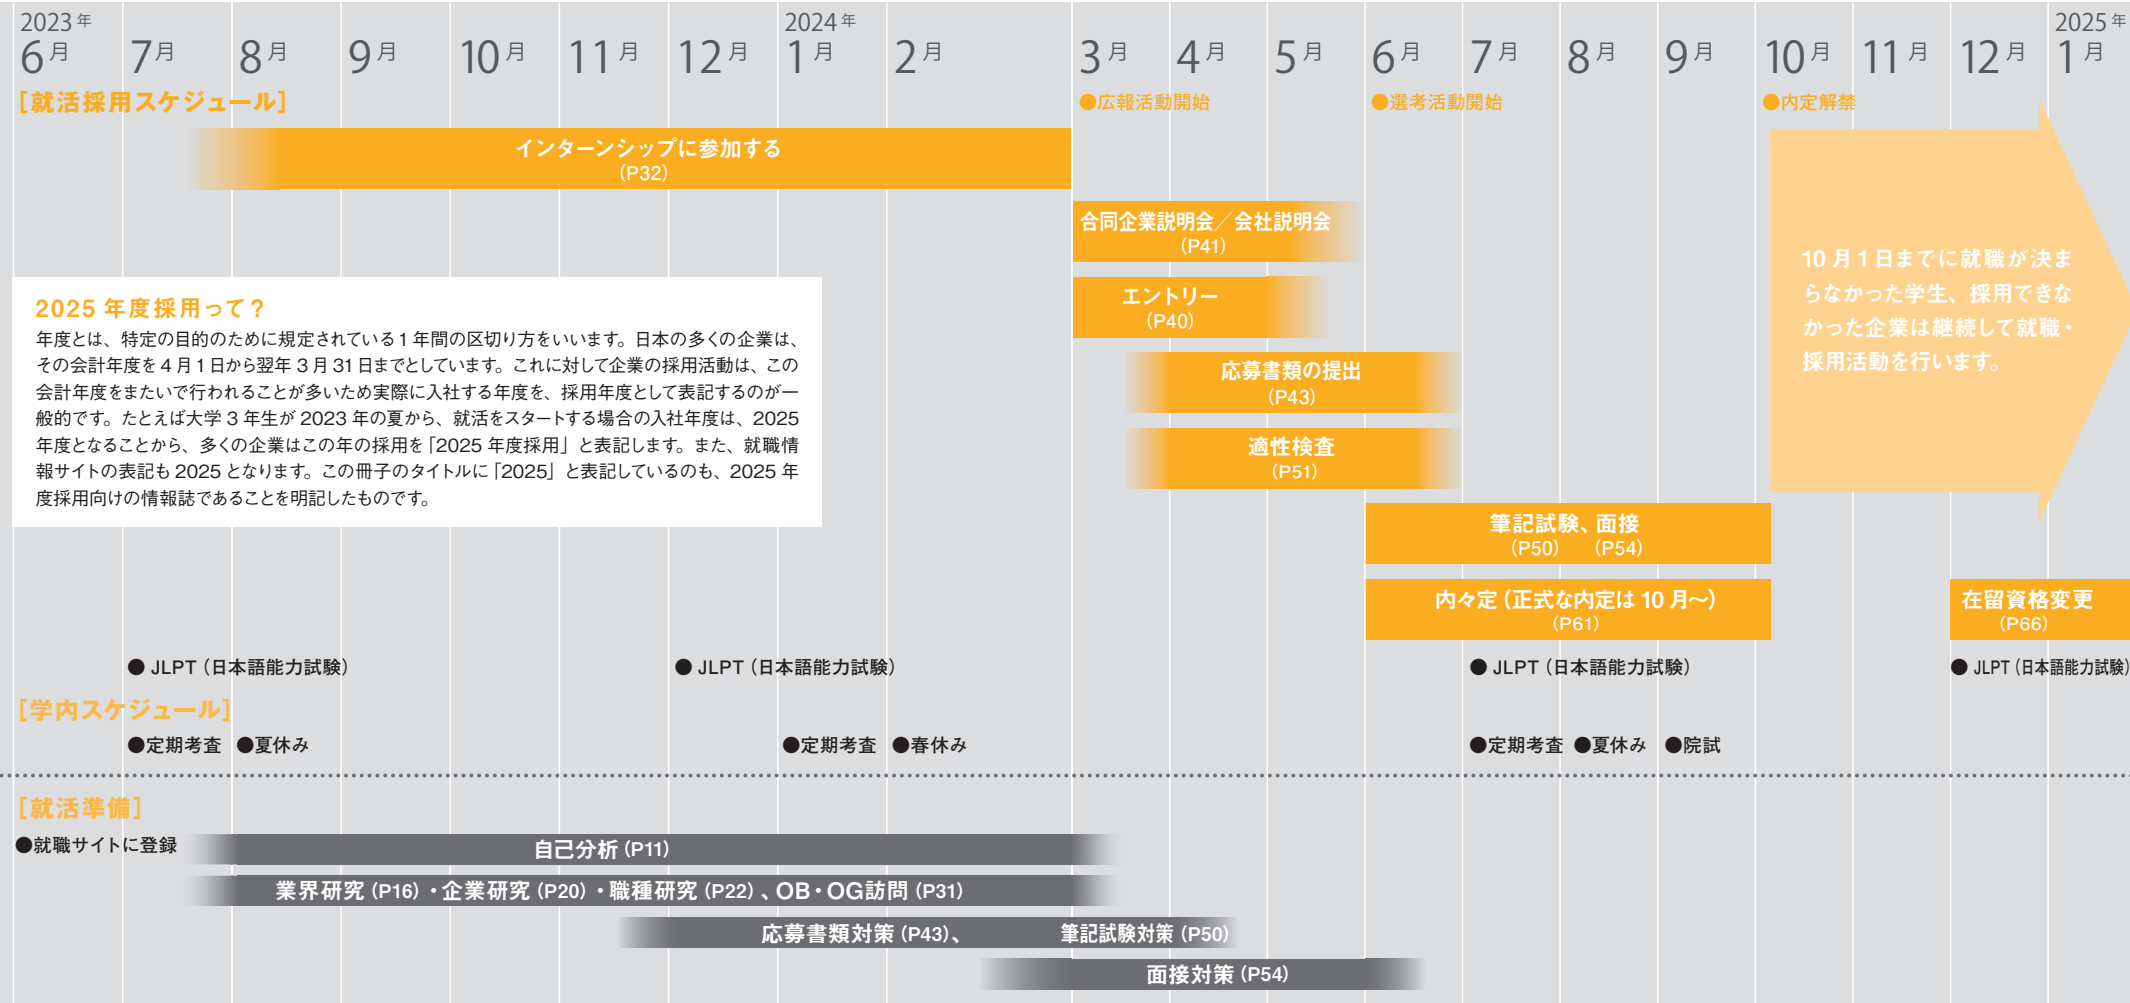 2023年 2024年 2025年
6月 7月 8月 9月 10月 11月 12月 1月 2月 3月 4月 5月 6月 7月 8月 9月 10月 11月 12月 1月
［就活採用スケジュール］ ●広報活動開始 ●選考活動開始 ●内定解禁
インターンシップに参加する
（P32）
合同企業説明会／会社説明会
（P41）
エントリー
（P40）
応募書類の提出
（P43）
適性検査
（P51）
筆記試験、面接
（P50） （P54）
内々定（正式な内定は10月〜）
（P61）
在留資格変更
（P66）
10月1日までに就職が決ま
らなかった学生、採用できな
かった企業は継続して就職・
採用活動を行います。
2025年度採用って？
年度とは、特定の目的のために規定されている1年間の区切り方をいいます。日本の多くの企業は、
その会計年度を4月1日から翌年3月31日までとしています。これに対して企業の採用活動は、この
会計年度をまたいで行われることが多いため実際に入社する年度を、採用年度として表記するのが一
般的です。たとえば大学3年生が2023年の夏から、就活をスタートする場合の入社年度は、2025
年度となることから、多くの企業はこの年の採用を「2025年度採用」と表記します。また、就職情
報サイトの表記も2025となります。この冊子のタイトルに「2025」と表記しているのも、2025年
度採用向けの情報誌であることを明記したものです。
●JLPT（日本語能力試験） ●JLPT（日本語能力試験） ●JLPT（日本語能力試験） ●JLPT（日本語能力試験）
［学内スケジュール］
●定期考査 ●夏休み ●定期考査 ●春休み ●定期考査 ●夏休み ●院試
［就活準備］
●就職サイトに登録
自己分析（P11）
業界研究（P16）・企業研究（P20）・職種研究（P22）、OB・OG訪問（P31）
応募書類対策（P43）、 筆記試験対策（P50）
面接対策（P54）